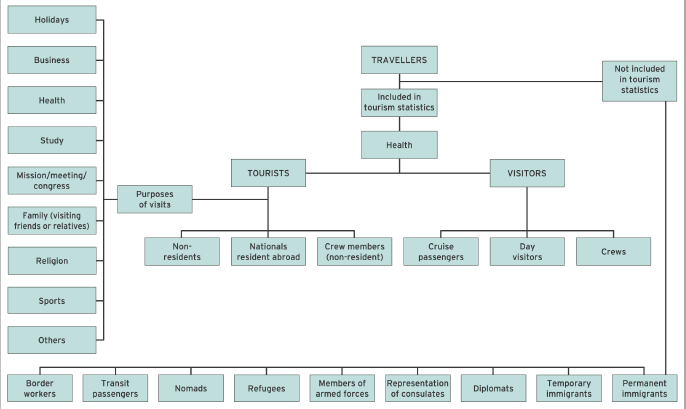 Holidays
Business
Health
Study
Mission/meeting/
congress
Family (visiting
friends or relatives)
Religion
Sports
Others
Purposes
of visits
TRAVELLERS
Not included
in tourism
statistics
Included in
tourism statistics
Health
TOURISTS
VISITORS
Non-
residents
Nationals
resident abroad
Crew members
(non-resident)
Cruise
passengers
Day
visitors
Crews
Border
workers
Transit
passengers
Nomads
Refugees
Members of
armed forces
Representation
of consulates
Diplomats
Temporary
immigrants
Permanent
immigrants